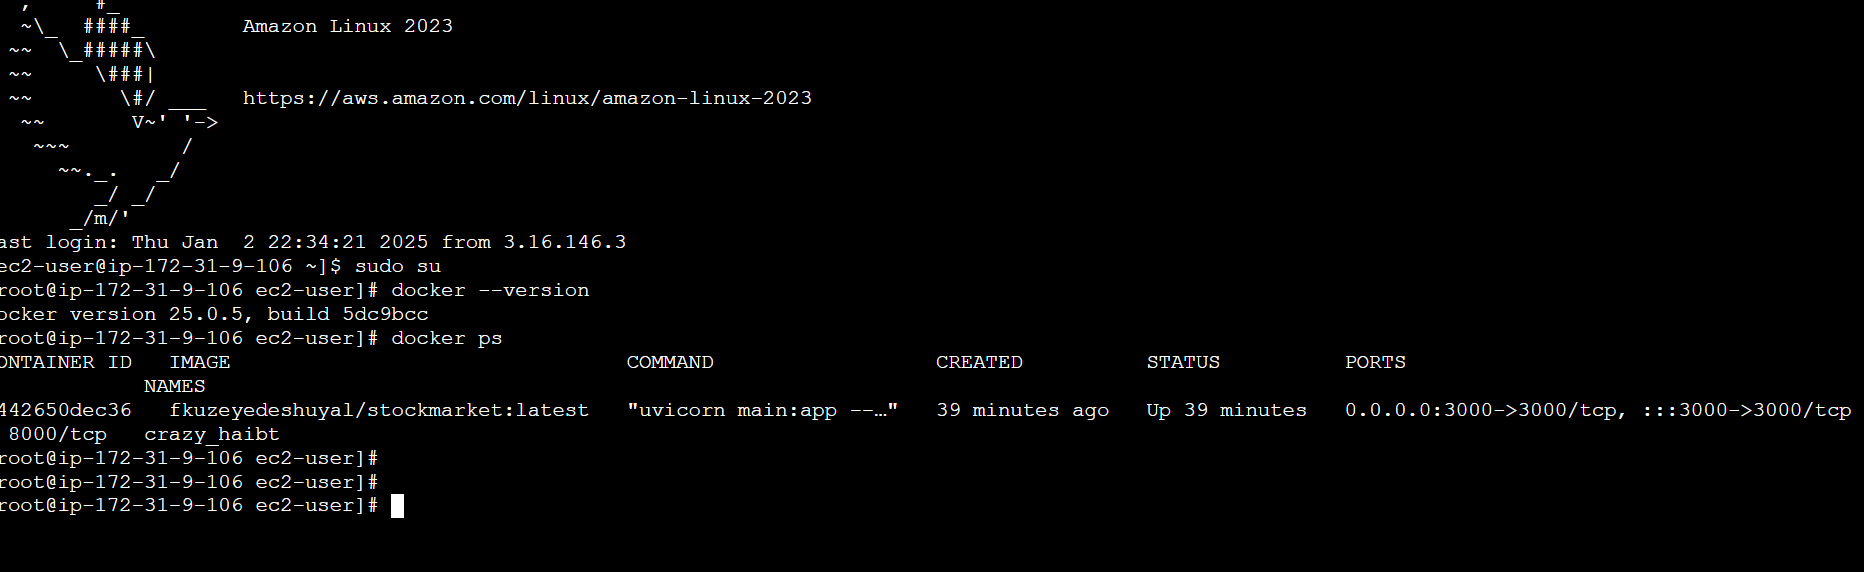 ,     #_
~\_  ####_        Amazon Linux 2023
~~  \_#####\
~~     \###|
~~       \#/ ___   https://aws.amazon.com/linux/amazon-linux-2023
~~       V~' '->
~~~         /
~~._.   _/
_/ _/
_/m/'
ast login: Thu Jan  2 22:34:21 2025 from 3.16.146.3
ec2-user@ip-172-31-9-106 ~]$ sudo su
root@ip-172-31-9-106 ec2-user]# docker --version
ocker version 25.0.5, build 5dc9bcc
root@ip-172-31-9-106 ec2-user]# docker ps
ONTAINER ID   IMAGE                                COMMAND                  CREATED          STATUS          PORTS
NAMES
442650dec36   fkuzeyedeshuyal/stockmarket:latest   "uvicorn main:app --…"   39 minutes ago   Up 39 minutes   0.0.0.0:3000->3000/tcp, :::3000->3000/tcp
8000/tcp   crazy_haibt
root@ip-172-31-9-106 ec2-user]#
root@ip-172-31-9-106 ec2-user]#
root@ip-172-31-9-106 ec2-user]#